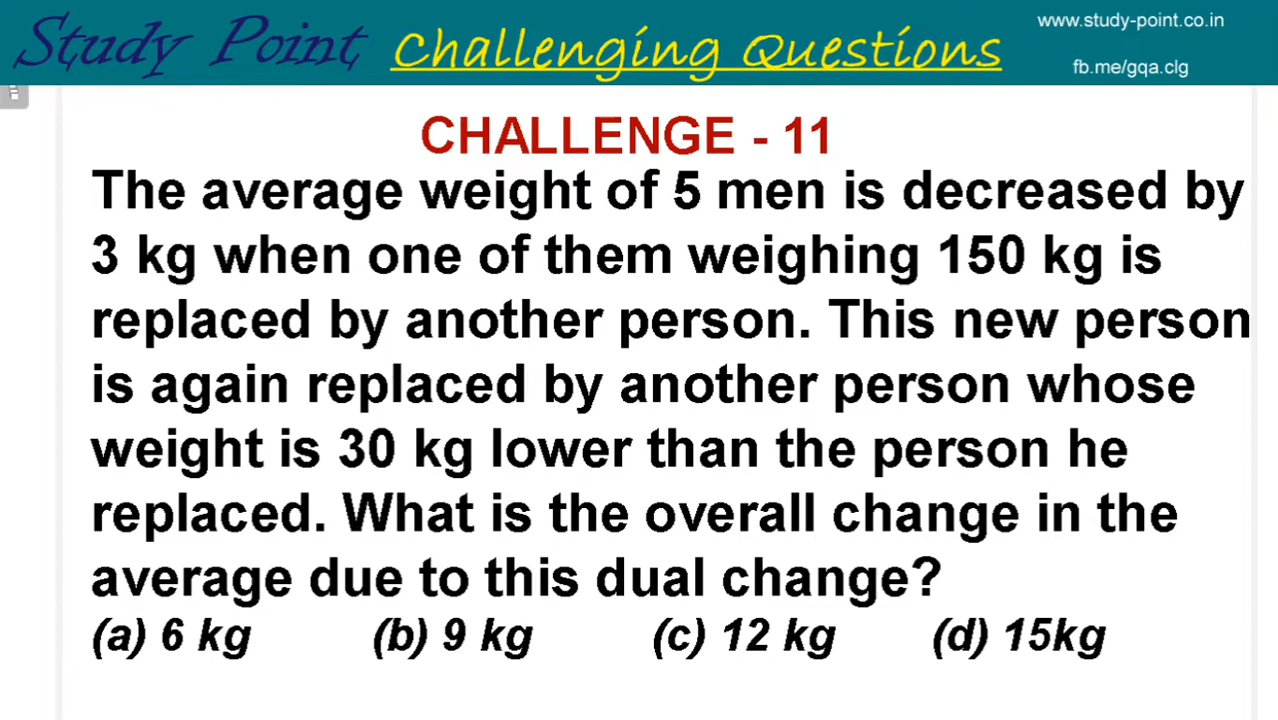 Study Point Challenging Questions
www.study-point.co.in
fb.me/gqa.clg
CHALLENGE - 11
The average weight of 5 men is decreased by
3 kg when one of them weighing 150 kg is
replaced by another person. This new person
is again replaced by another person whose
weight is 30 kg lower than the person he
replaced. What is the overall change in the
average due to this dual change?
(a) 6 kg (b) 9 kg (c) 12 kg (d) 15kg